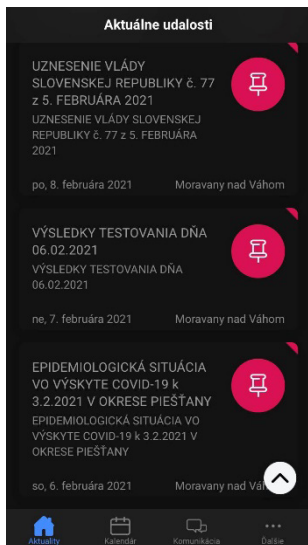 Aktuálne udalosti
UZNESENIE VLÁDY
SLOVENSKEJ REPUBLIKY č. 77
z 5. FEBRUÁRA 2021
UZNESENIE VLÁDY SLOVENSKEJ
REPUBLIKY č. 77 z 5. FEBRUÁRA
2021
po, 8. februára 2021 Moravany nad Váhom
VÝSLEDKY TESTOVANIA DŇA
06.02.2021
VÝSLEDKY TESTOVANIA DŇA
06.02.2021
ne, 7. februára 2021 Moravany nad Váhom
EPIDEMIOLOGICKÁ SITUÁCIA
VO VÝSKYTE COVID-19 k
3.2.2021 V OKRESE PIEŠŤANY
EPIDEMIOLOGICKÁ SITUÁCIA VO
VÝSKYTE COVID-19 k 3.2.2021 V
OKRESE PIEŠŤANY
so, 6. februára 2021 Moravany nad
Aktuality Kalendár Komunikácia Ďalšie